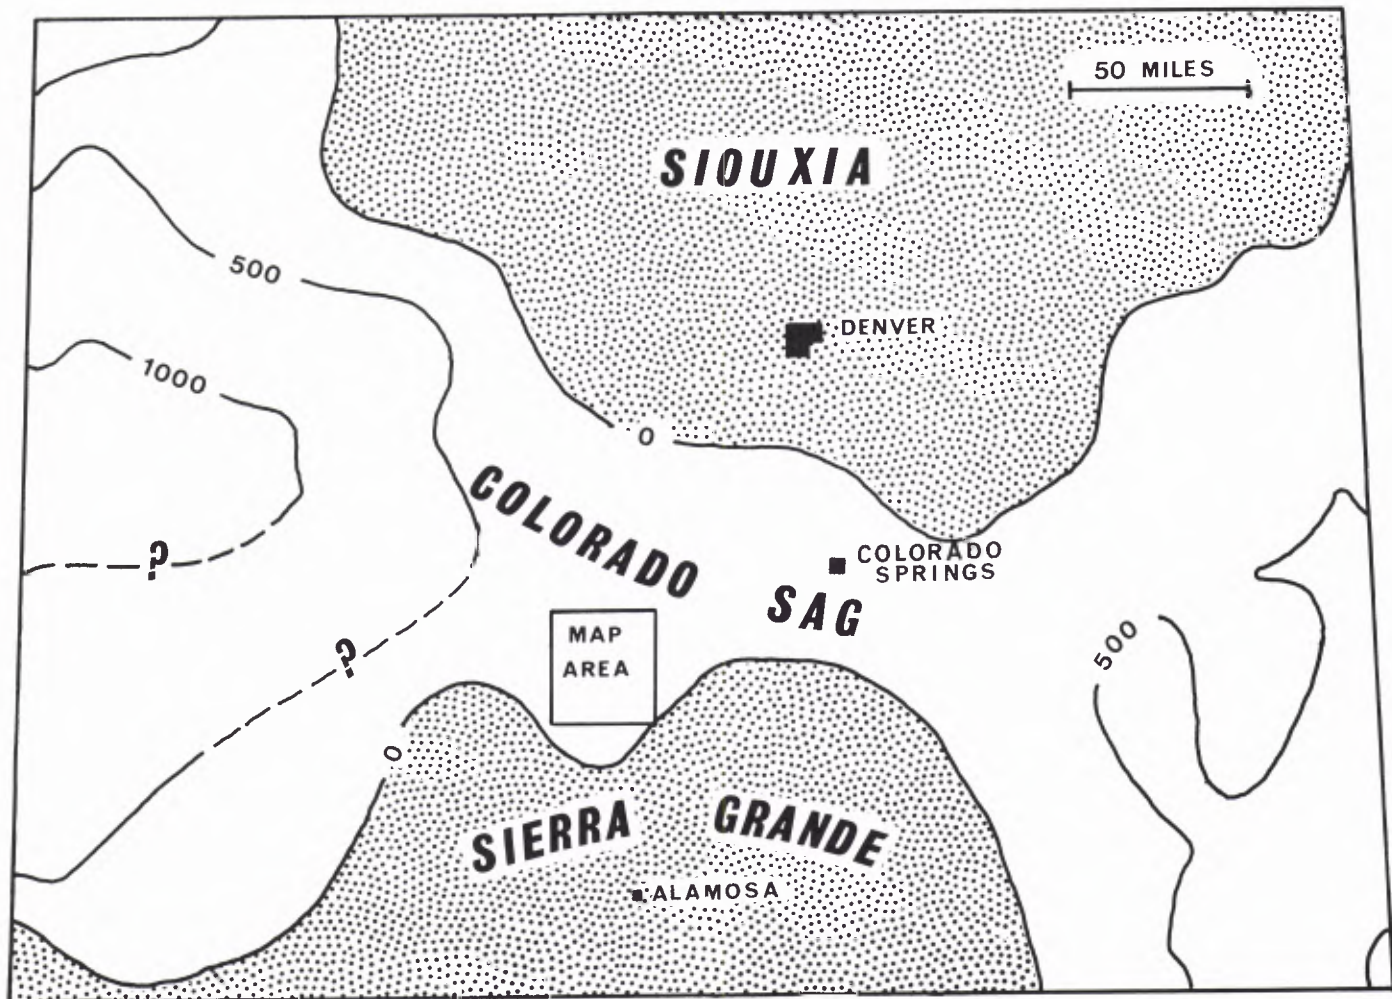 50 MILES
SIOUXIA
500
DENVER
1000
0
COLORADO
?
COLORADO
SPRINGS
SAG
MAP
AREA
500
?
0
SIERRA GRANDE
ALAMOSA